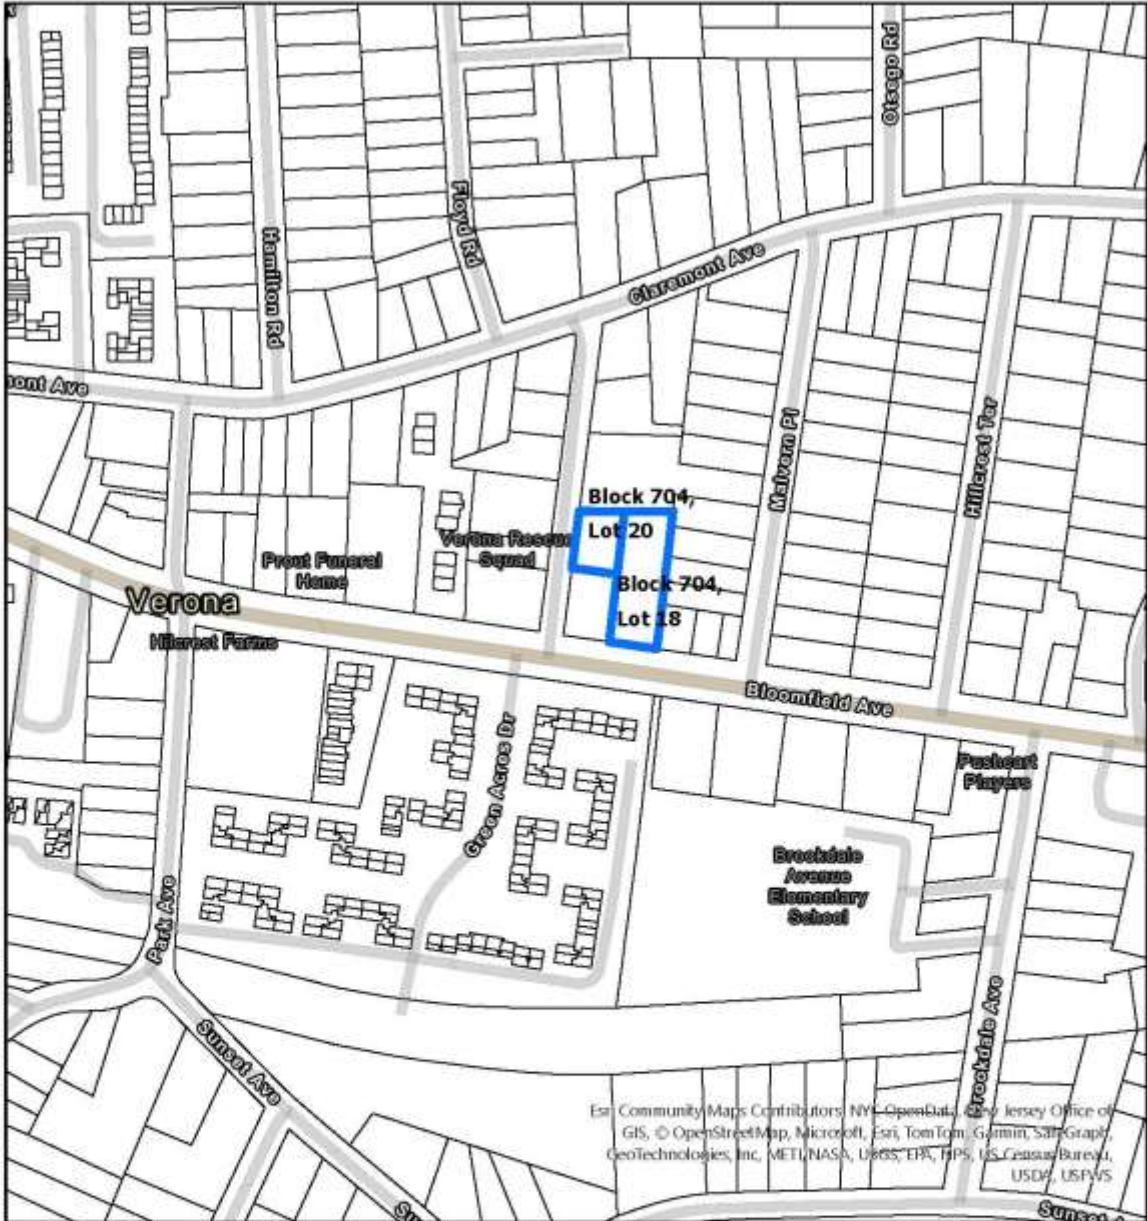 Otsego Rd
Floyd Rd
Hamilton Rd
Claremont Ave
mont Ave
Malvern Pl
Hillcrest Ter
Block 704,
Lot 20
Verona Rescue
Squad
Prout Funeral
Home
Block 704,
Lot 18
Verona
Hilcrest Farms
Bloomfield Ave
Green Acres Dr
Pushcart
Players
Brookdale
Avenue
Elementary
School
Park Ave
Sunset Ave
Brookdale Ave
Esri Community Maps Contributors, NYC OpenData, New Jersey Office of
GIS, © OpenStreetMap, Microsoft, Esri, TomTom, Garmin, SafeGraph,
GeoTechnologies, Inc, METI/NASA, USGS, EPA, NPS, US Census Bureau,
USDA, USFWS
Su
Sunset